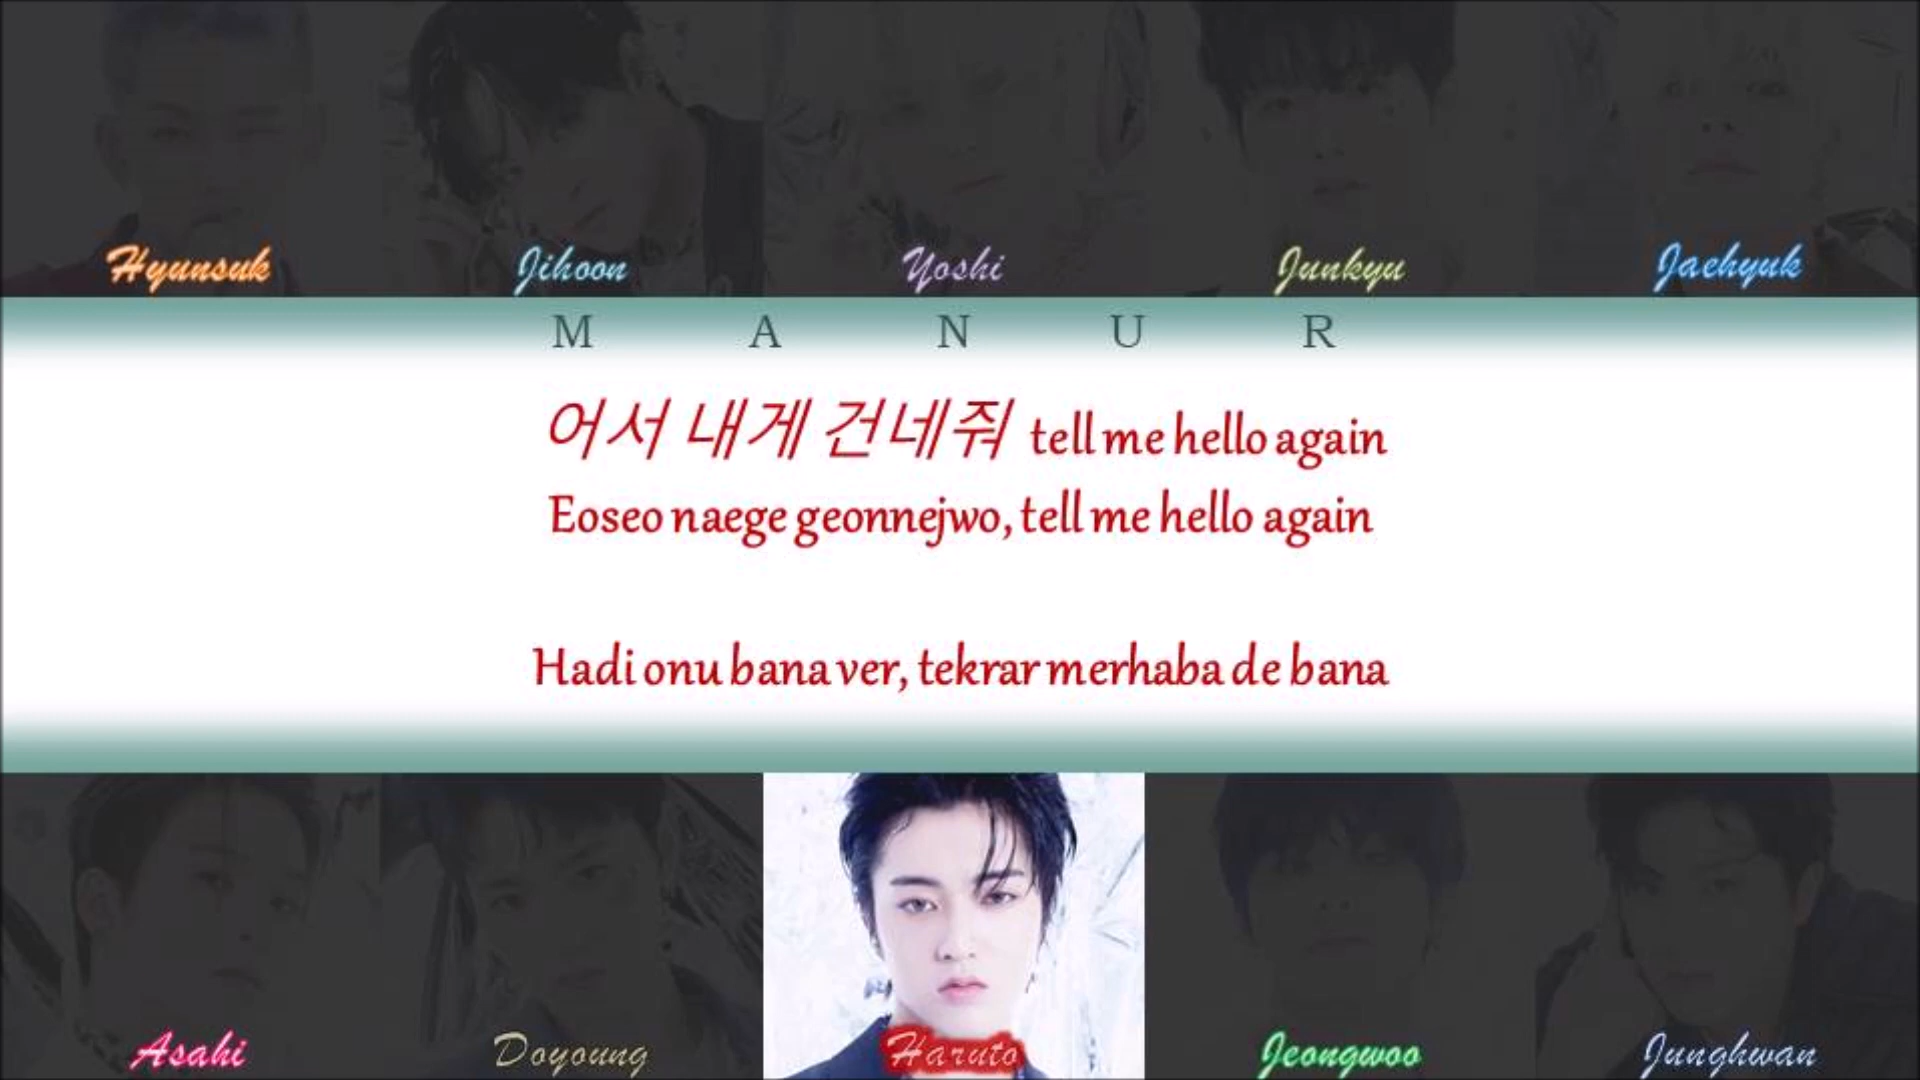 Hyunsuk Jihoon Yoshi Junkyu Jaehyuk
M A N U R
어서 내게 건네줘 tell me hello again
Eoseo naege geonnejwo, tell me hello again
Hadi onu bana ver, tekrar merhaba de bana
Asahi Doyoung Haruto Jeongwoo Junghwan